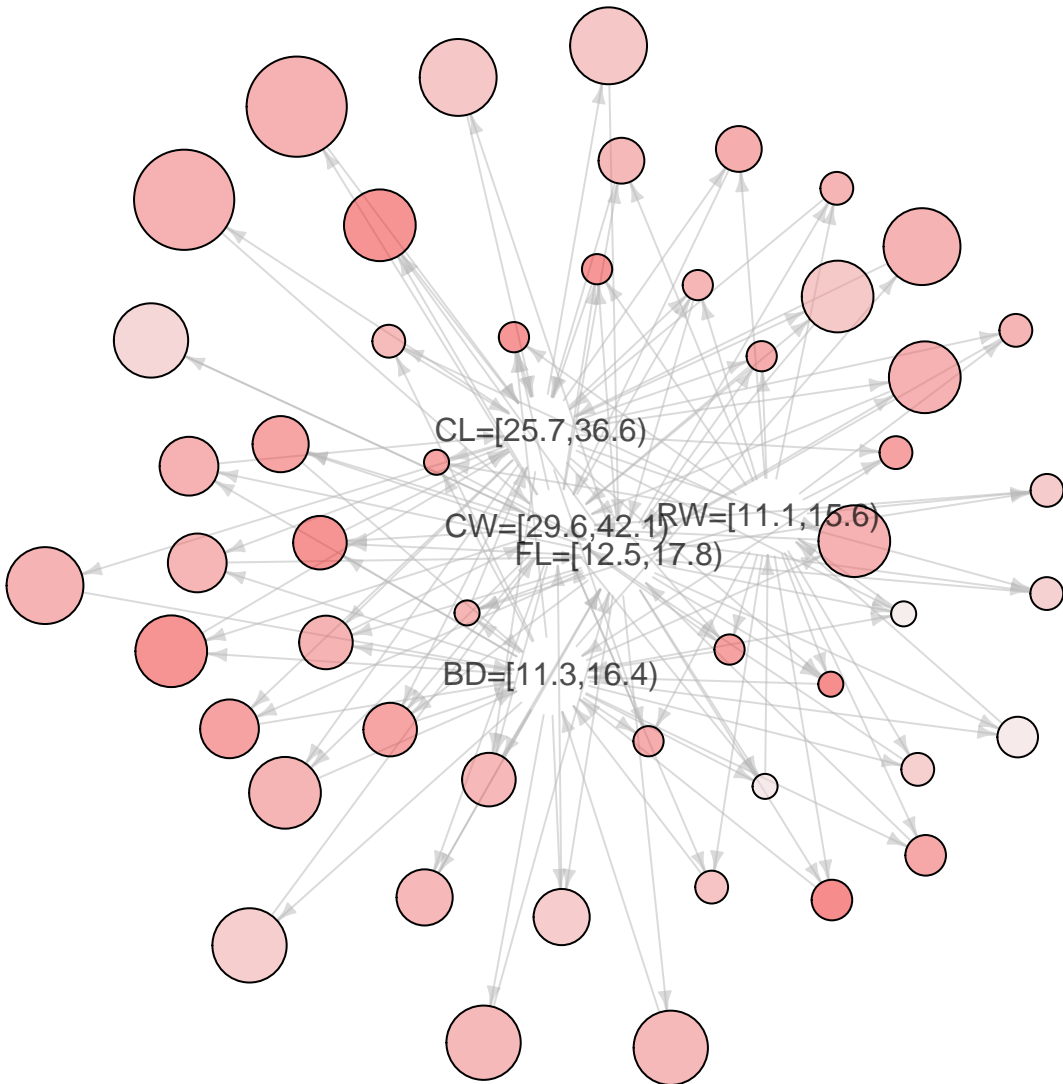 CL=[25.7,36.6)
RW=[11.1,15.6)
CW=[29.6,42.1)
FL=[12.5,17.8)
BD=[11.3,16.4)